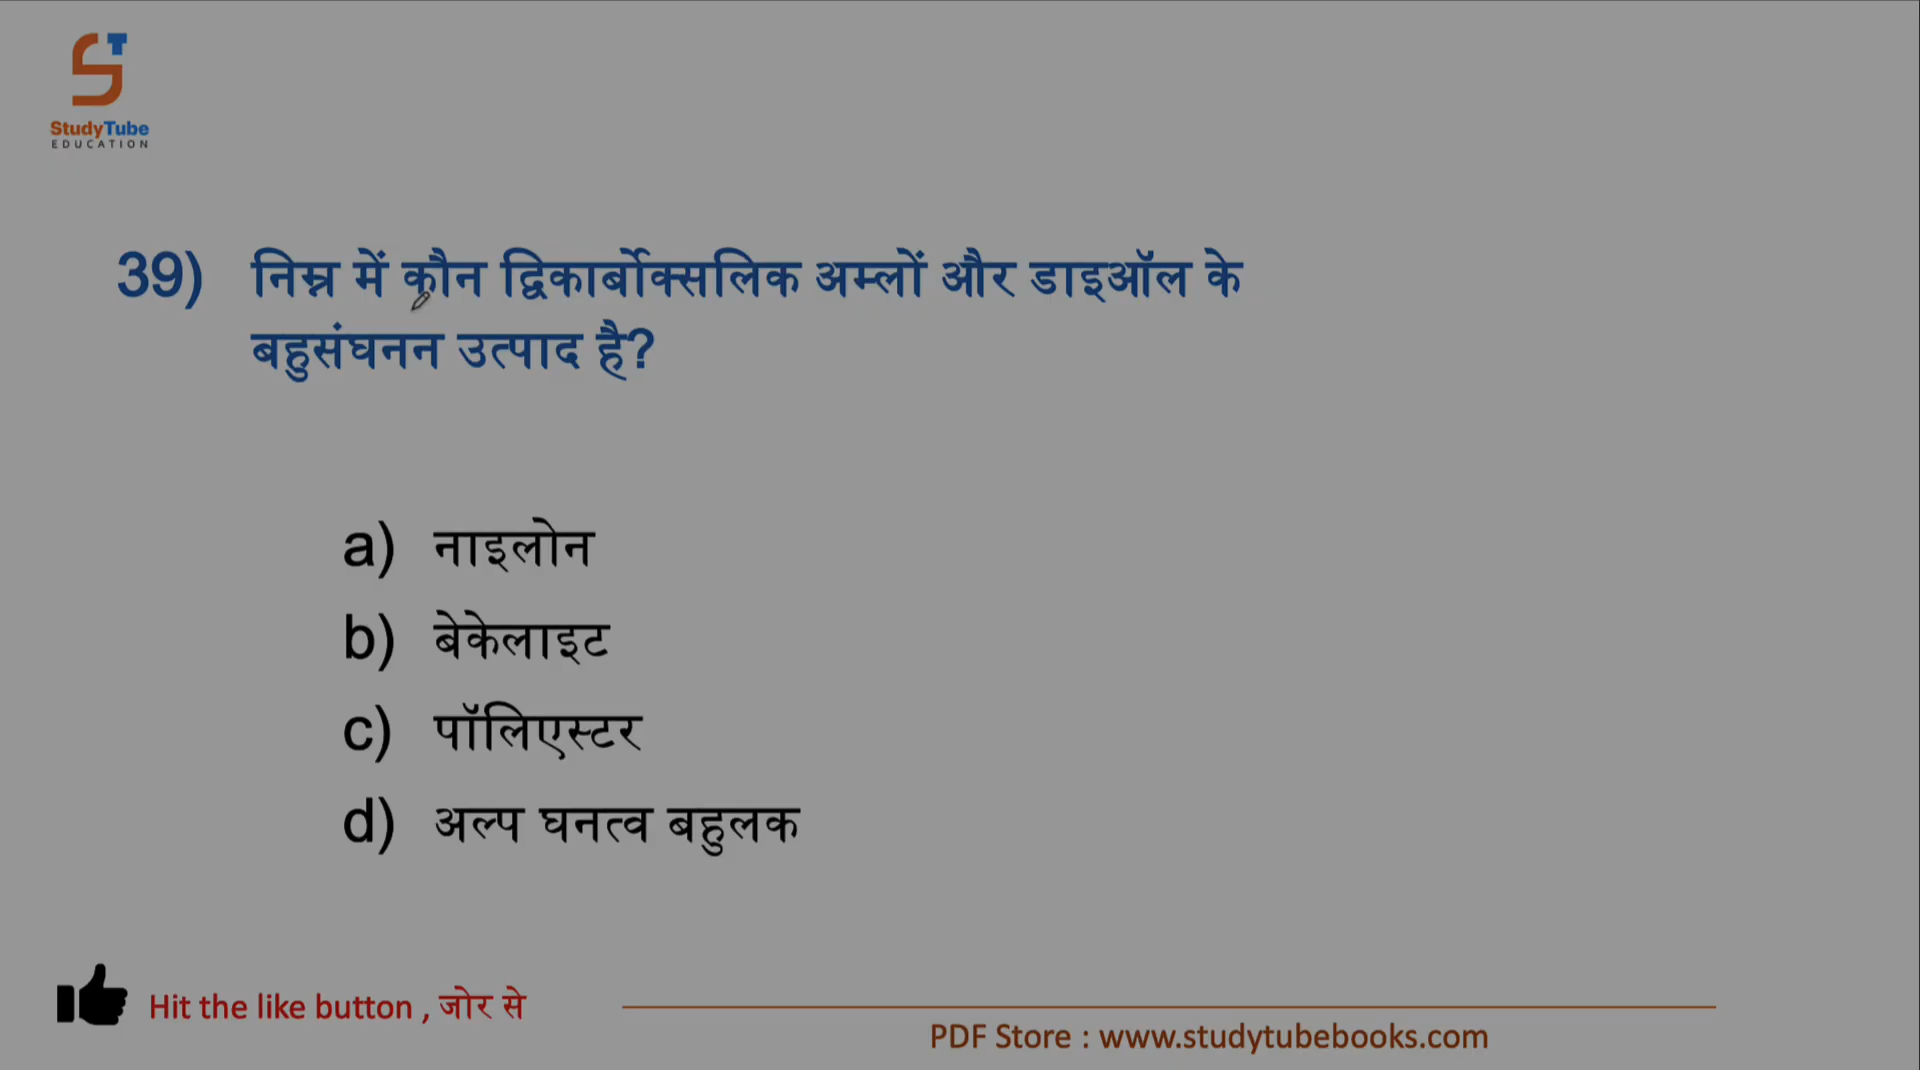 StudyTube
EDUCATION
39) निम्न में कौन द्विकार्बोक्सलिक अम्लों और डाइऑल के
बहुसंघनन उत्पाद है?
a) नाइलोन
b) बेकेलाइट
c) पॉलिएस्टर
d) अल्प घनत्व बहुलक
Hit the like button , जोर से
PDF Store : www.studytubebooks.com